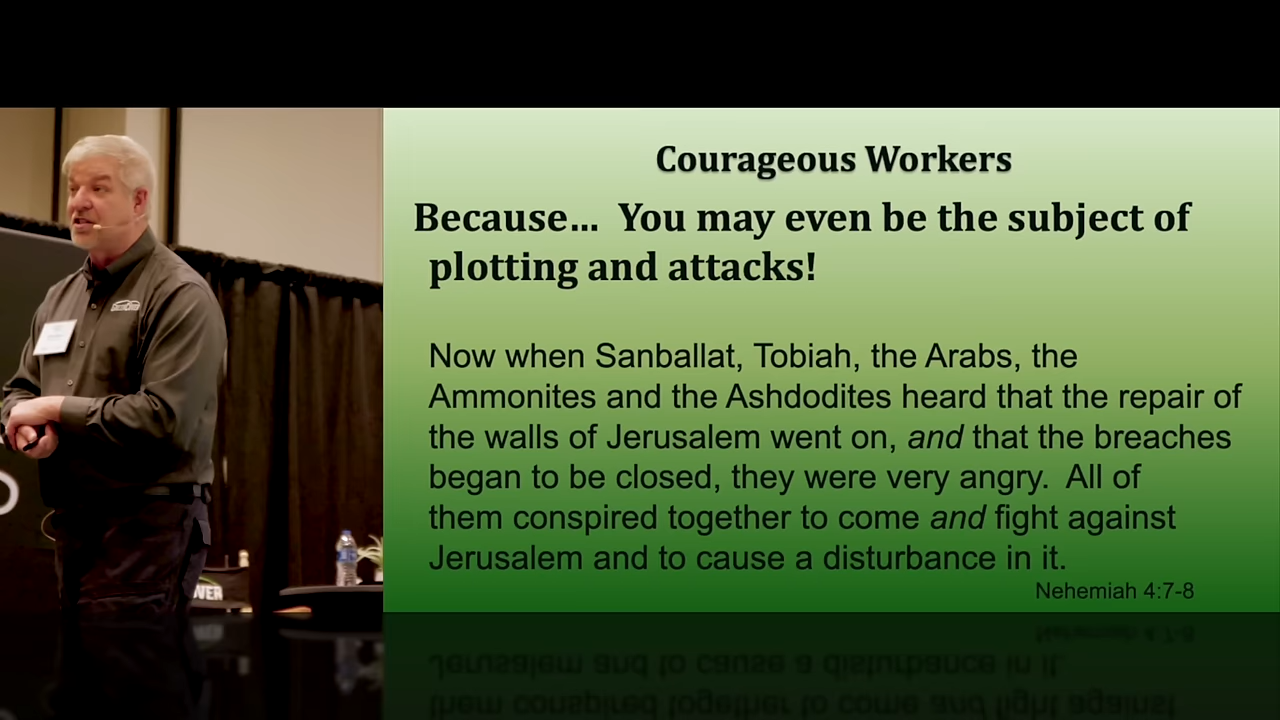 Courageous Workers
Because... You may even be the subject of
plotting and attacks!
Now when Sanballat, Tobiah, the Arabs, the
Ammonites and the Ashdodites heard that the repair of
the walls of Jerusalem went on, and that the breaches
began to be closed, they were very angry. All of
them conspired together to come and fight against
Jerusalem and to cause a disturbance in it.
Nehemiah 4:7-8